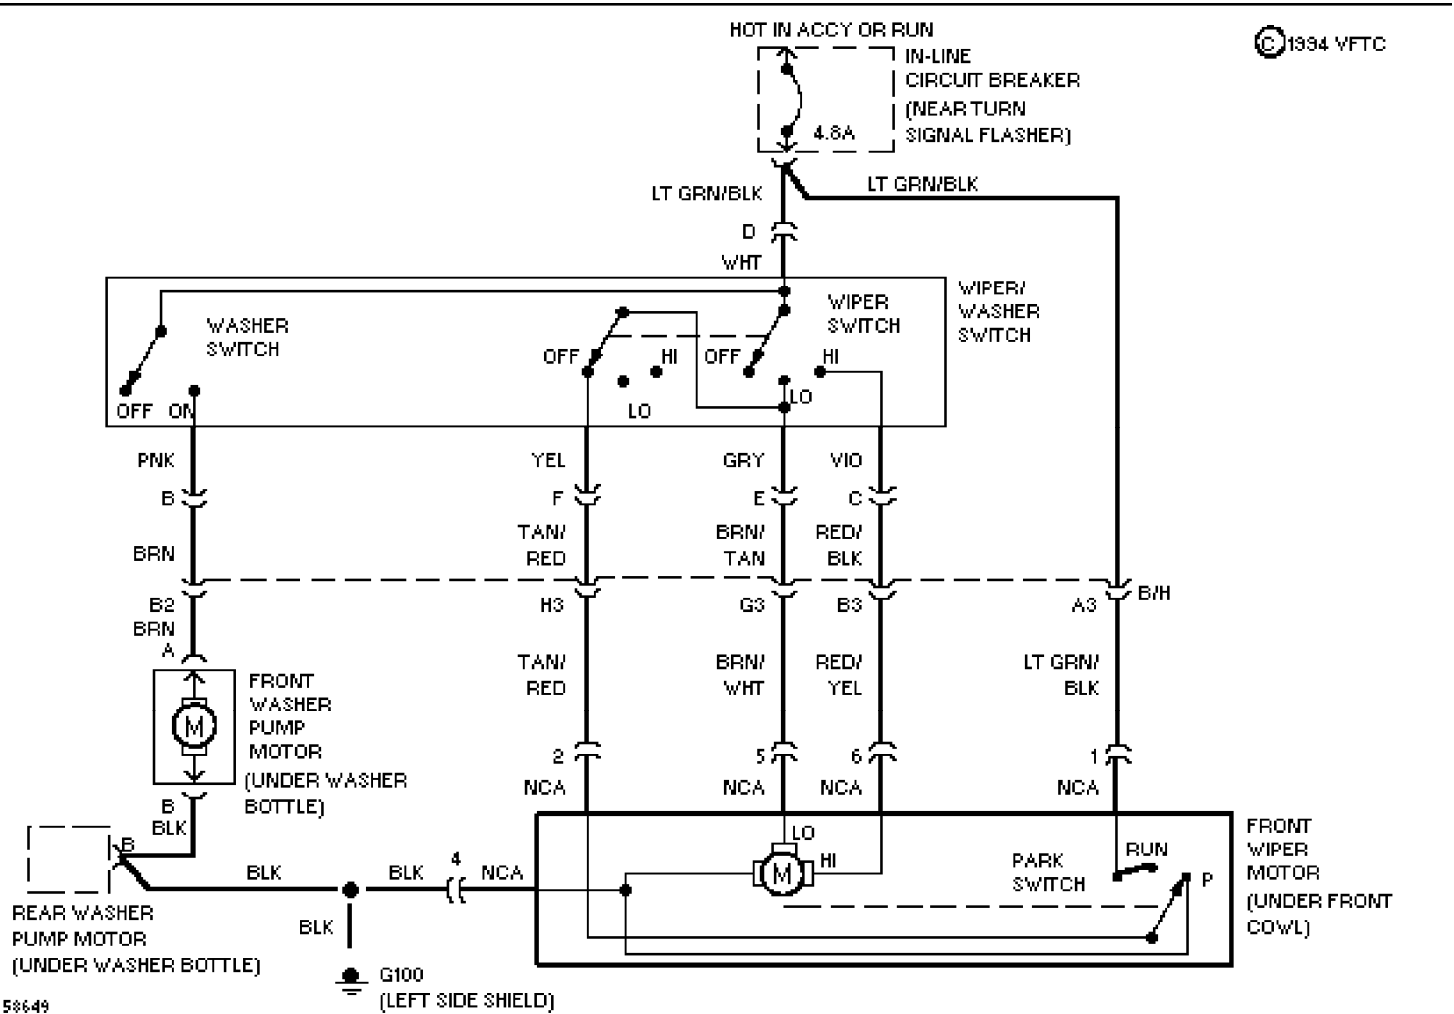 HOT IN ACCY OR RUN
© 1994 VFTC
IN-LINE
CIRCUIT BREAKER
(NEAR TURN
SIGNAL FLASHER)
4.8A
LT GRN/BLK
LT GRN/BLK
D
WHT
WIPER/
WASHER
SWITCH
WIPER
SWITCH
WASHER
SWITCH
OFF
HI
OFF
HI
LO
LO
OFF
ON
PNK
YEL
GRY
VIO
B
F
E
C
TAN/
RED
BRN/
TAN
RED/
BLK
BRN
B/H
B2
H3
G3
B3
A3
BRN
A
TAN/
RED
BRN/
WHT
RED/
YEL
LT GRN/
BLK
FRONT
WASHER
PUMP
MOTOR
(UNDER WASHER
BOTTLE)
M
2
5
6
1
NCA
NCA
NCA
NCA
B
BLK
B
LO
HI
M
PARK
SWITCH
RUN
P
FRONT
WIPER
MOTOR
(UNDER FRONT
COWL)
BLK
BLK
4
NCA
REAR WASHER
PUMP MOTOR
(UNDER WASHER BOTTLE)
BLK
G100
(LEFT SIDE SHIELD)
58649